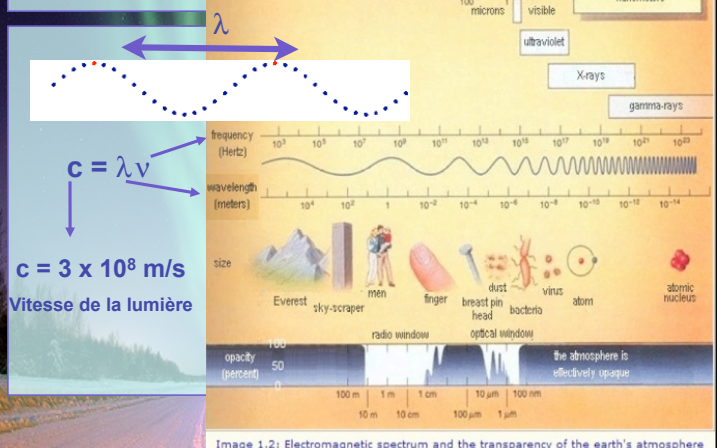 microns
visible
ultraviolet
X-rays
gamma-rays
λ
frequency
(Hertz)
10³ 10⁵ 10⁷ 10⁹ 10¹¹ 10¹³ 10¹⁵ 10¹⁷ 10¹⁹ 10²¹ 10²³
c = λν
wavelength
(meters)
10⁴ 10² 1 10⁻² 10⁻⁴ 10⁻⁶ 10⁻⁸ 10⁻¹⁰ 10⁻¹² 10⁻¹⁴
c = 3 x 10⁸ m/s
Vitesse de la lumière
size
Everest
sky-scraper
men
finger
breast pin
head
dust
bacteria
virus
atom
atomic
nucleus
radio window
optical window
opacity
(percent)
100
50
0
the atmosphere is
effectively opaque
100 m 1 m 1 cm 10 µm 100 nm
10 m 10 cm 100 µm 1 µm
Image 1.2: Electromagnetic spectrum and the transparency of the earth's atmosphere